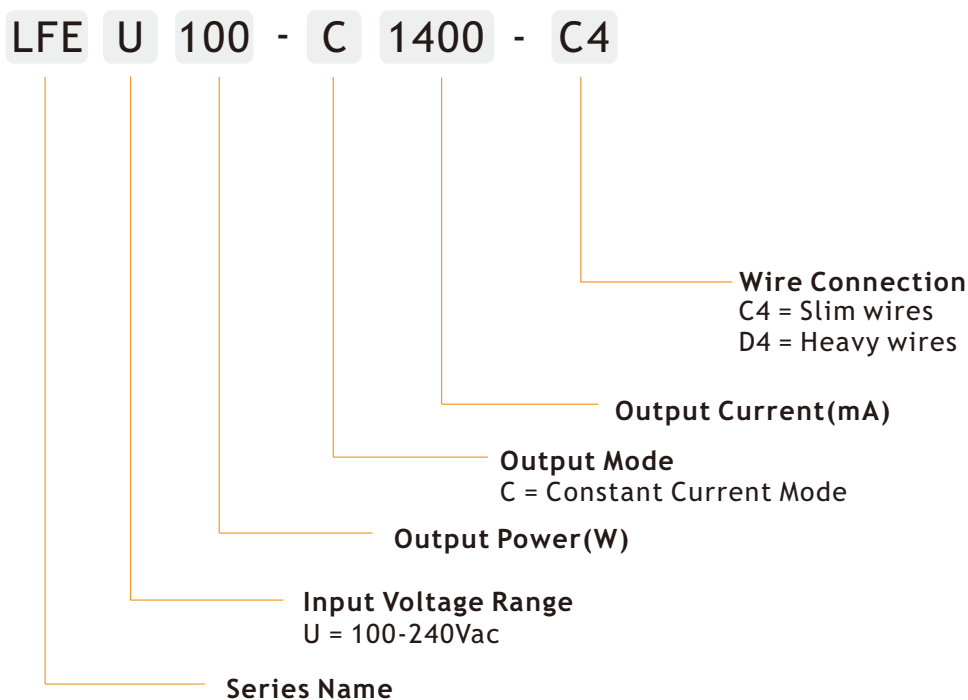 LFE U 100 - C 1400 - C4
Wire Connection
C4 = Slim wires
D4 = Heavy wires
Output Current(mA)
Output Mode
C = Constant Current Mode
Output Power(W)
Input Voltage Range
U = 100-240Vac
Series Name